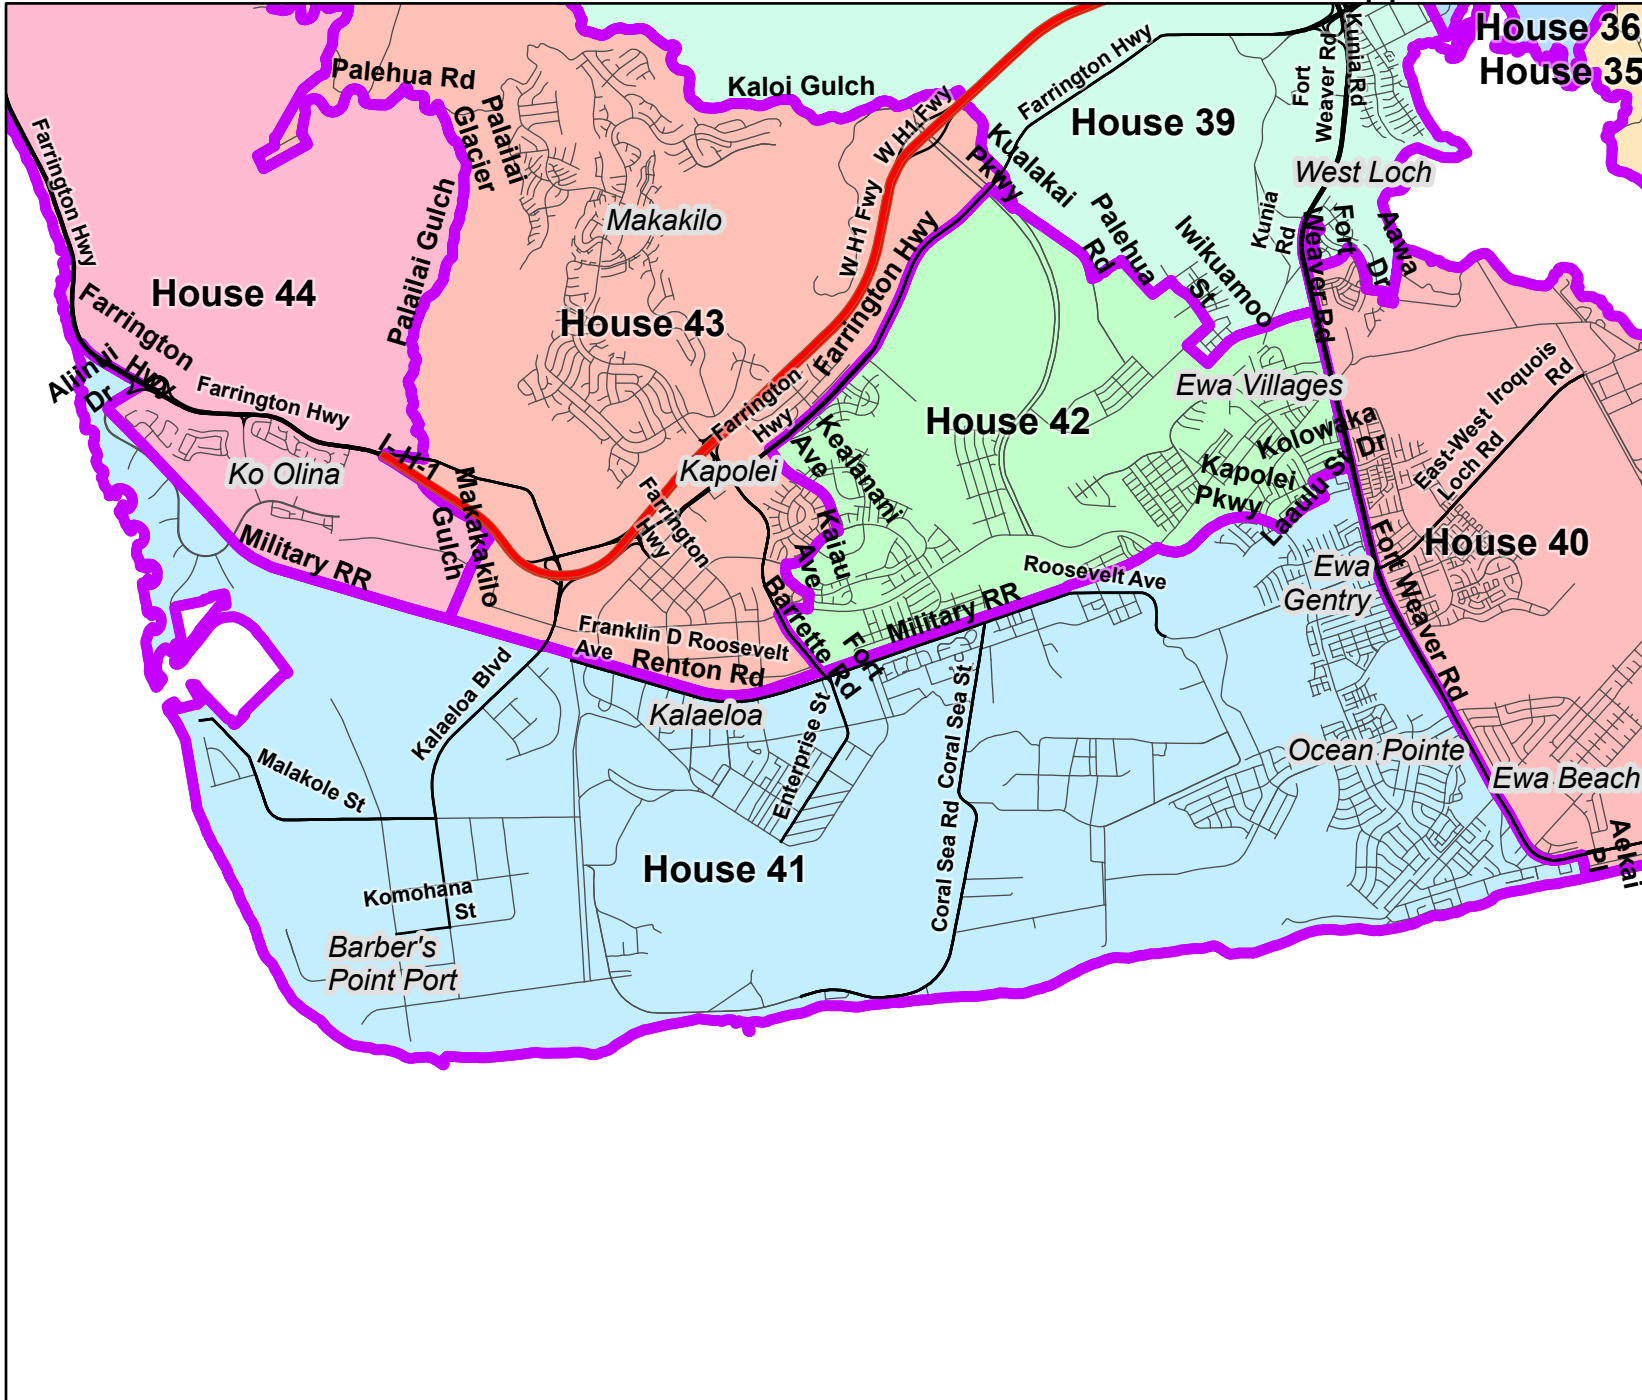 House 36
House 35
Kunia Rd
Fort
Weaver Rd
Farrington Hwy
Kaloi Gulch
Palehua Rd
Palailai
Glacier
W H1 Fwy
House 39
Farrington Hwy
Kualakai
Pkwy
West Loch
Makakilo
Palailai Gulch
W H1 Fwy
Farrington Hwy
Palehua
Rd
Iwikuamoo
St
Kunia
Rd
Weaver Rd
Fort
Aawa
Dr
House 44
House 43
Farrington
Hwy
Aliinui
Dr
Farrington Hwy
Farrington
Hwy
Ewa Villages
East-West Iroquois
Loch Rd
Rd
House 42
Kealanani
Ave
Kolowaka
Dr
Kapolei
Pkwy
Laaulu St
I-H-1
Ko Olina
Kapolei
Makakilo
Gulch
Farrington
Hwy
Kaiau
Ave
Military RR
House 40
Fort Weaver Rd
Ewa
Gentry
Roosevelt Ave
Military RR
Barrette Rd
Fort
Franklin D Roosevelt
Ave
Renton Rd
Kalaeloa Blvd
Kalaeloa
Enterprise St
Coral Sea St
Ocean Pointe
Ewa Beach
Malakole St
House 41
Coral Sea Rd
Aekai
Pl
Komohana
St
Barber's
Point Port